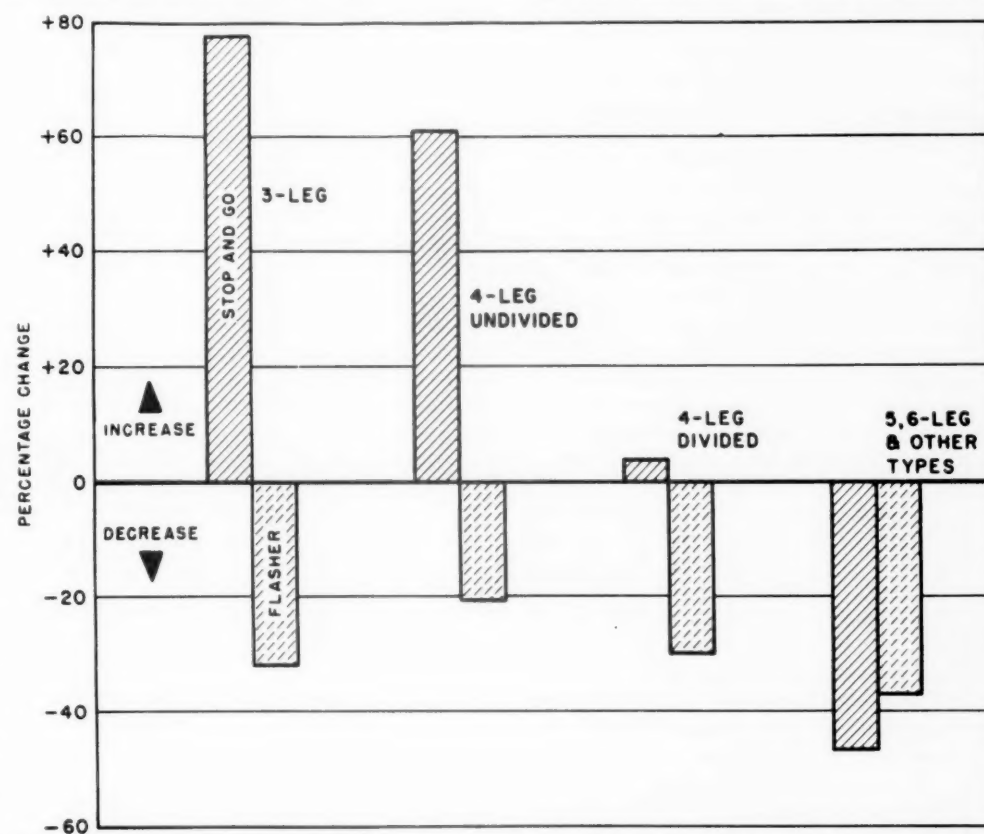 +80
+60
+40
+20
0
-20
-40
-60
PERCENTAGE CHANGE
INCREASE
DECREASE
STOP AND GO
FLASHER
3-LEG
4-LEG
UNDIVIDED
4-LEG
DIVIDED
5,6-LEG
& OTHER
TYPES